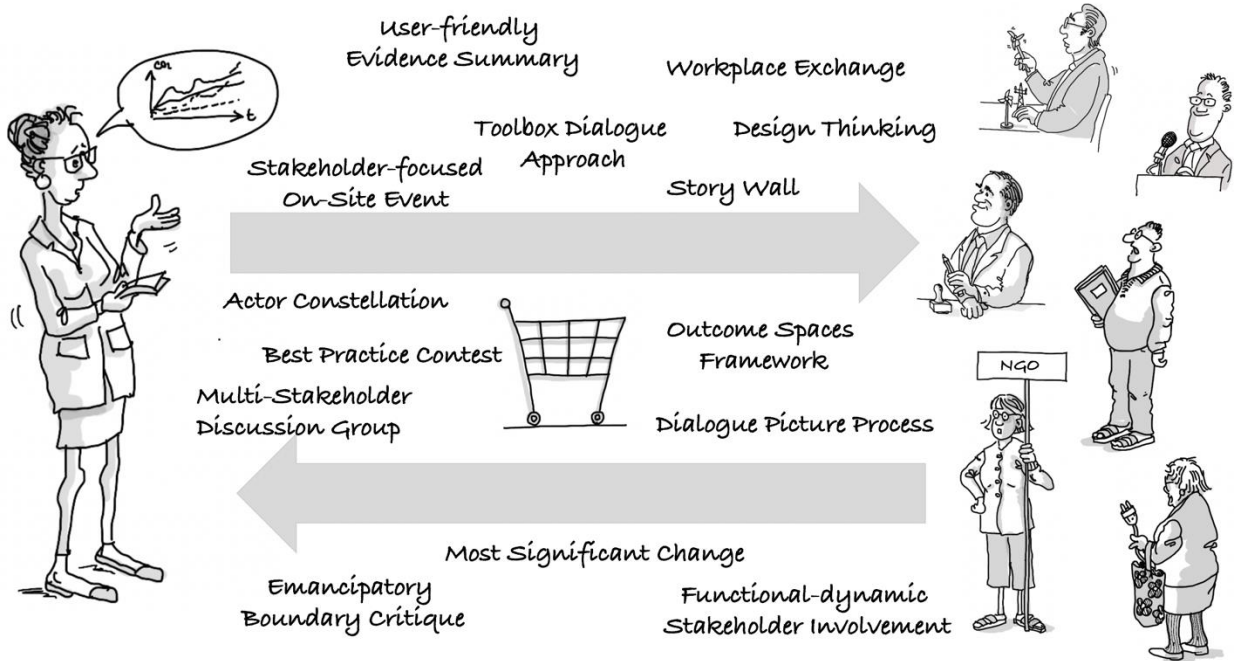 User-friendly
Evidence Summary
Workplace Exchange
CO₂
t
Toolbox Dialogue
Approach
Design Thinking
Stakeholder-focused
On-Site Event
Story Wall
Actor Constellation
Best Practice Contest
Outcome Spaces
Framework
NGO
Multi-Stakeholder
Discussion Group
Dialogue Picture Process
Most Significant Change
Emancipatory
Boundary Critique
Functional-dynamic
Stakeholder Involvement